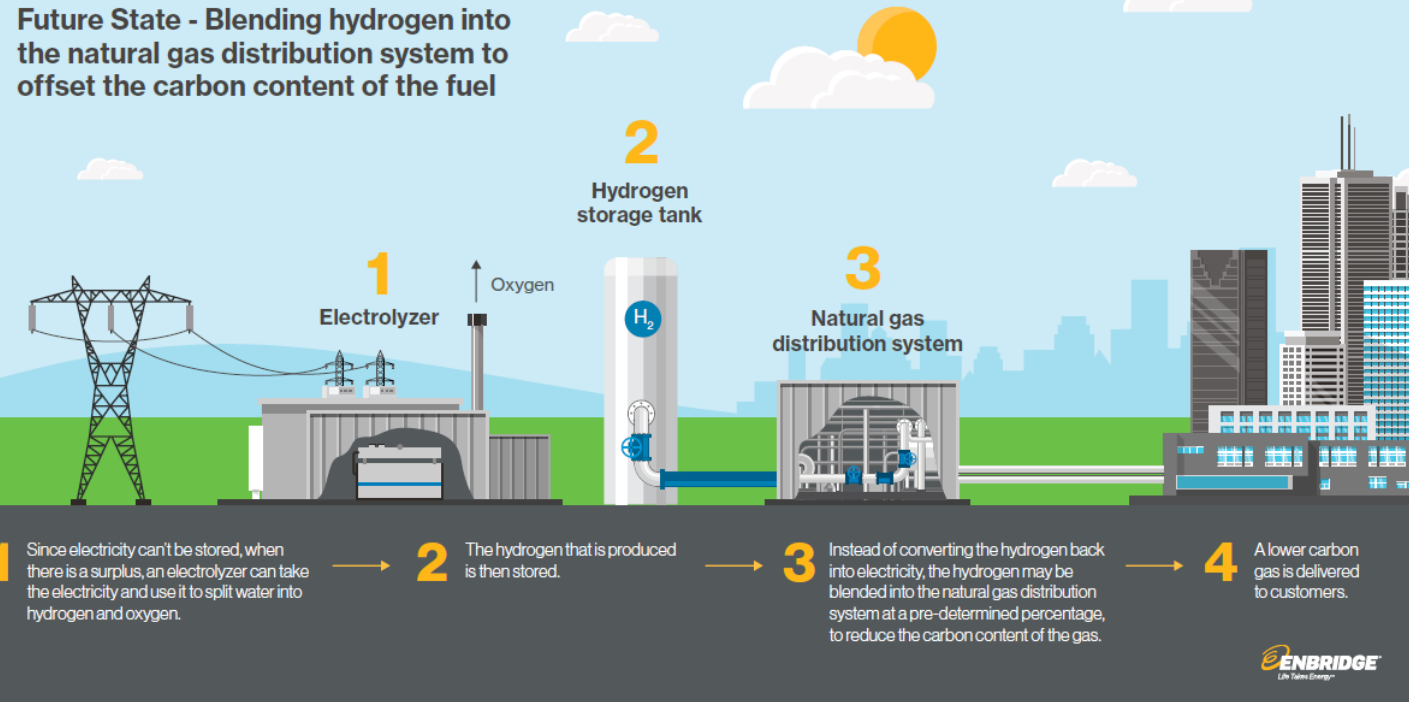 Future State - Blending hydrogen into
the natural gas distribution system to
offset the carbon content of the fuel
2
Hydrogen
storage tank
1
Electrolyzer
Oxygen
H2
3
Natural gas
distribution system
1
Since electricity can't be stored, when
there is a surplus, an electrolyzer can take
the electricity and use it to split water into
hydrogen and oxygen.
2
The hydrogen that is produced
is then stored.
3
Instead of converting the hydrogen back
into electricity, the hydrogen may be
blended into the natural gas distribution
system at a pre-determined percentage,
to reduce the carbon content of the gas.
4
A lower carbon
gas is delivered
to customers.
ENBRIDGE™
Life Takes Energy™